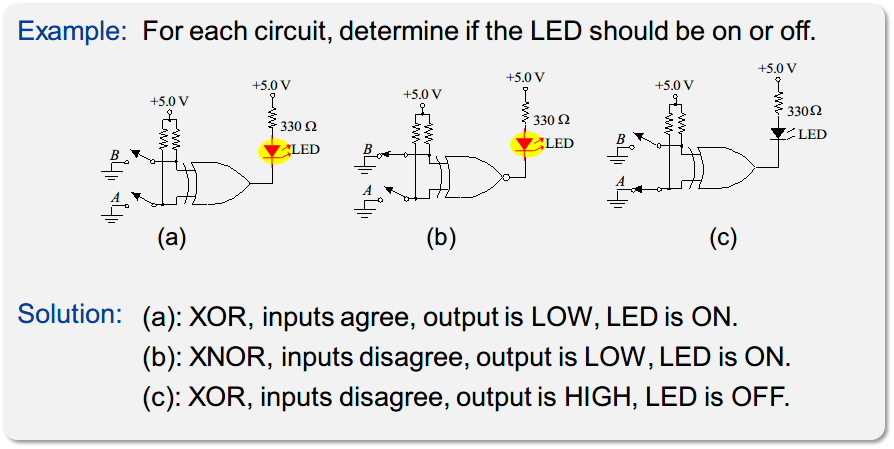 Example: For each circuit, determine if the LED should be on or off.
+5.0 V
+5.0 V
330 Ω
LED
B
A
(a)
+5.0 V
+5.0 V
330 Ω
LED
B
A
(b)
+5.0 V
+5.0 V
330Ω
LED
B
A
(c)
Solution: (a): XOR, inputs agree, output is LOW, LED is ON.
(b): XNOR, inputs disagree, output is LOW, LED is ON.
(c): XOR, inputs disagree, output is HIGH, LED is OFF.